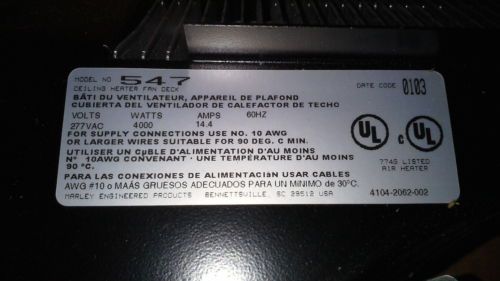 MODEL NO 547
CEILING HEATER FAN DECK
DATE CODE 0103
BÂTI DU VENTILATEUR, APPAREIL DE PLAFOND
CUBIERTA DEL VENTILADOR DE CALEFACTOR DE TECHO
VOLTS WATTS AMPS 60HZ
277VAC 4000 14.4
FOR SUPPLY CONNECTIONS USE NO. 10 AWG
OR LARGER WIRES SUITABLE FOR 90 DEG. C MIN.
UTILISER UN CµBLE D'ALIMENTATION D'AU MOINS
N° 10AWG CONVENANT · UNE TEMPÉRATURE D'AU MOINS
90 °C.
PARA LAS CONEXIONES DE ALIMENTACIÓN USAR CABLES
AWG #10 o MAÁS GRUESOS ADECUADOS PARA UN MINIMO de 30°C.
MARLEY ENGINEERED PRODUCTS BENNETTSVILLE, SC 29512 USA
UL c UL
774G LISTED
AIR HEATER
4104-2062-002